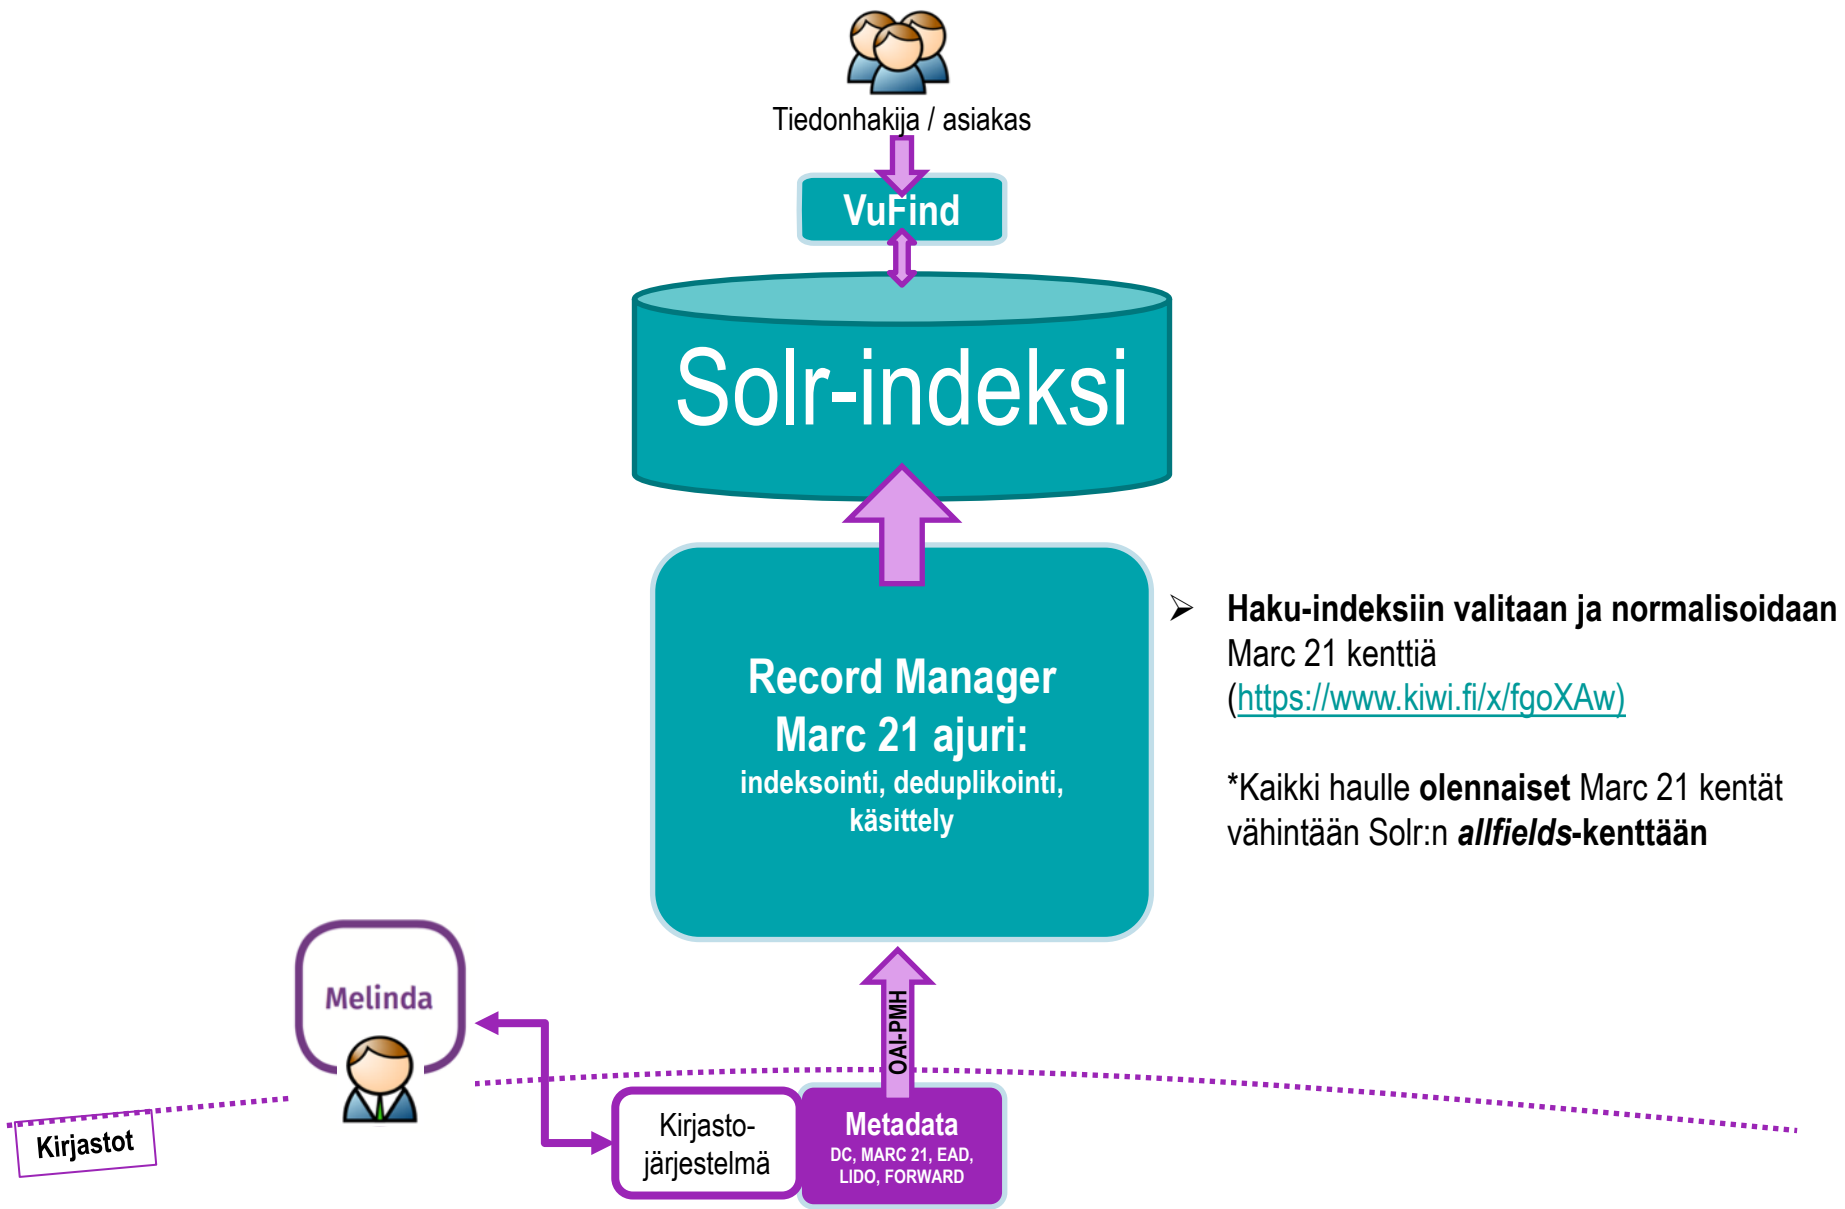 Tiedonhakija / asiakas
VuFind
Solr-indeksi
Record Manager
Marc 21 ajuri:
indeksointi, deduplikointi,
käsittely
➢ Haku-indeksiin valitaan ja normalisoidaan
Marc 21 kenttiä
(https://www.kiwi.fi/x/fgoXAw)
*Kaikki haulle olennaiset Marc 21 kentät
vähintään Solr:n allfields-kenttään
Melinda
OAI-PMH
Kirjastot
Kirjasto-
järjestelmä
Metadata
DC, MARC 21, EAD,
LIDO, FORWARD